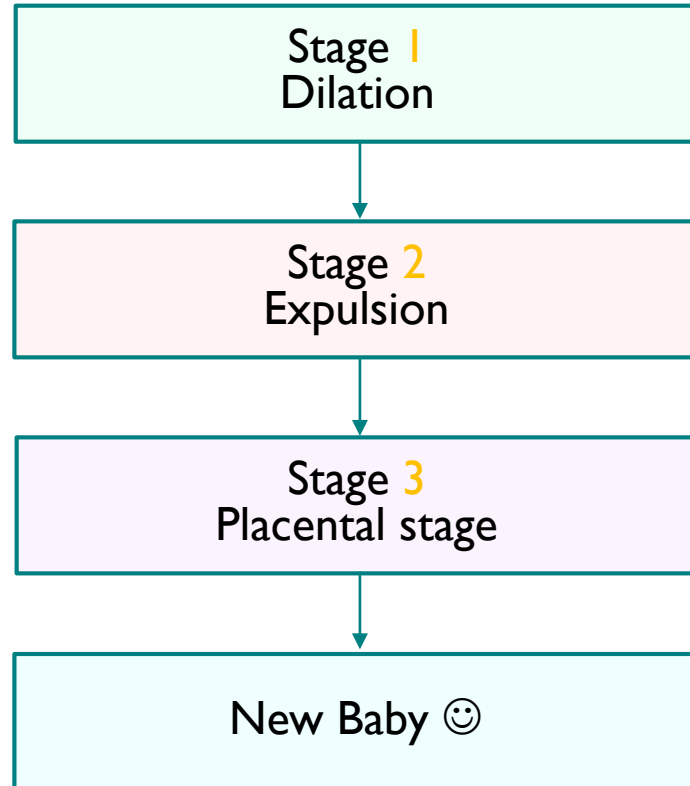 Stage 1
Dilation
Stage 2
Expulsion
Stage 3
Placental stage
New Baby ☺